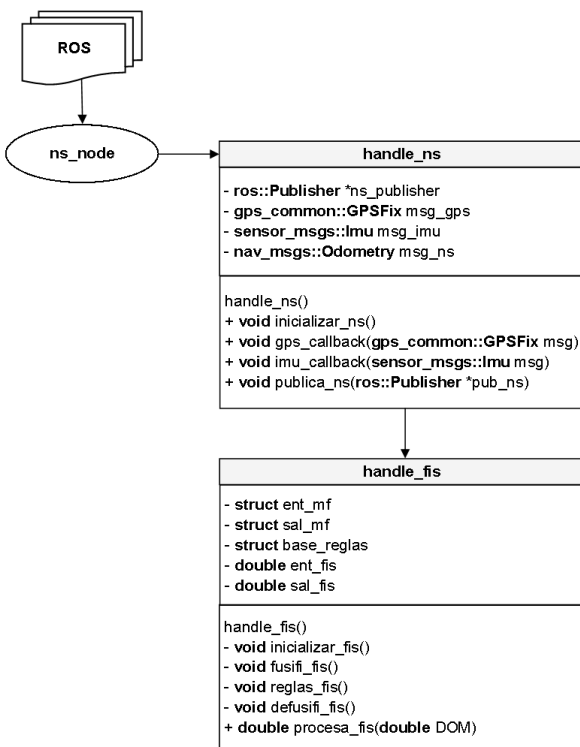 ROS
ns_node
handle_ns
- ros::Publisher *ns_publisher
- gps_common::GPSFix msg_gps
- sensor_msgs::Imu msg_imu
- nav_msgs::Odometry msg_ns
handle_ns()
+ void inicializar_ns()
+ void gps_callback(gps_common::GPSFix msg)
+ void imu_callback(sensor_msgs::Imu msg)
+ void publica_ns(ros::Publisher *pub_ns)
handle_fis
- struct ent_mf
- struct sal_mf
- struct base_reglas
- double ent_fis
- double sal_fis
handle_fis()
- void inicializar_fis()
- void fusifi_fis()
- void reglas_fis()
- void defusifi_fis()
+ double procesa_fis(double DOM)